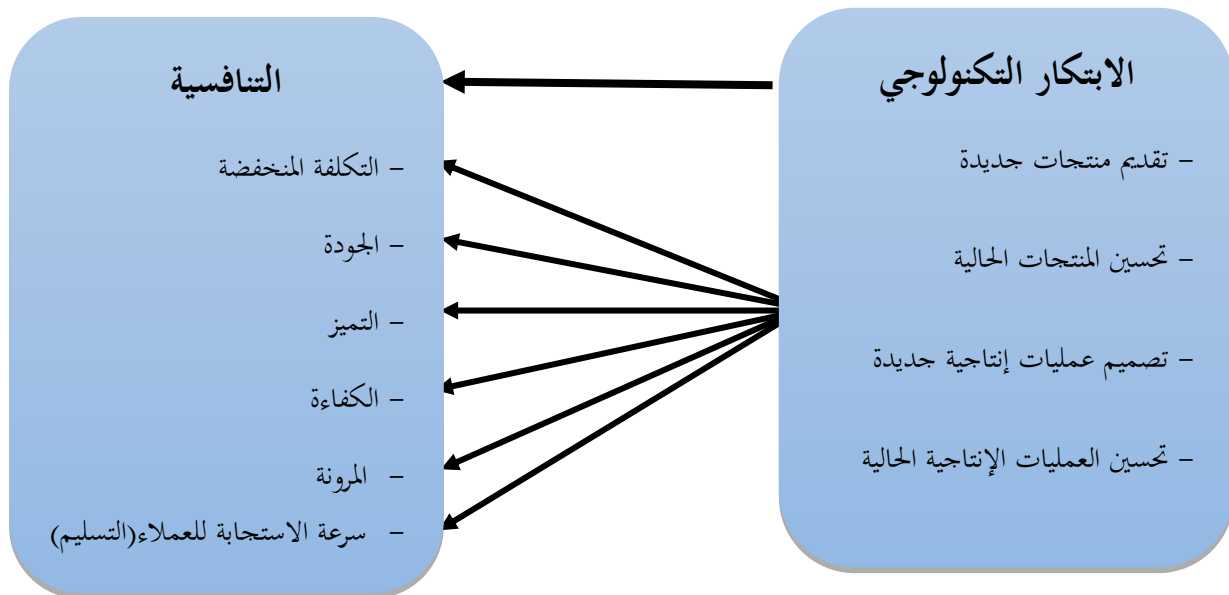 الابتكار التكنولوجي
- تقديم منتجات جديدة
- تحسين المنتجات الحالية
- تصميم عمليات إنتاجية جديدة
- تحسين العمليات الإنتاجية الحالية
التنافسية
- التكلفة المنخفضة
- الجودة
- التميز
- الكفاءة
- المرونة
- سرعة الاستجابة للعملاء(التسليم)